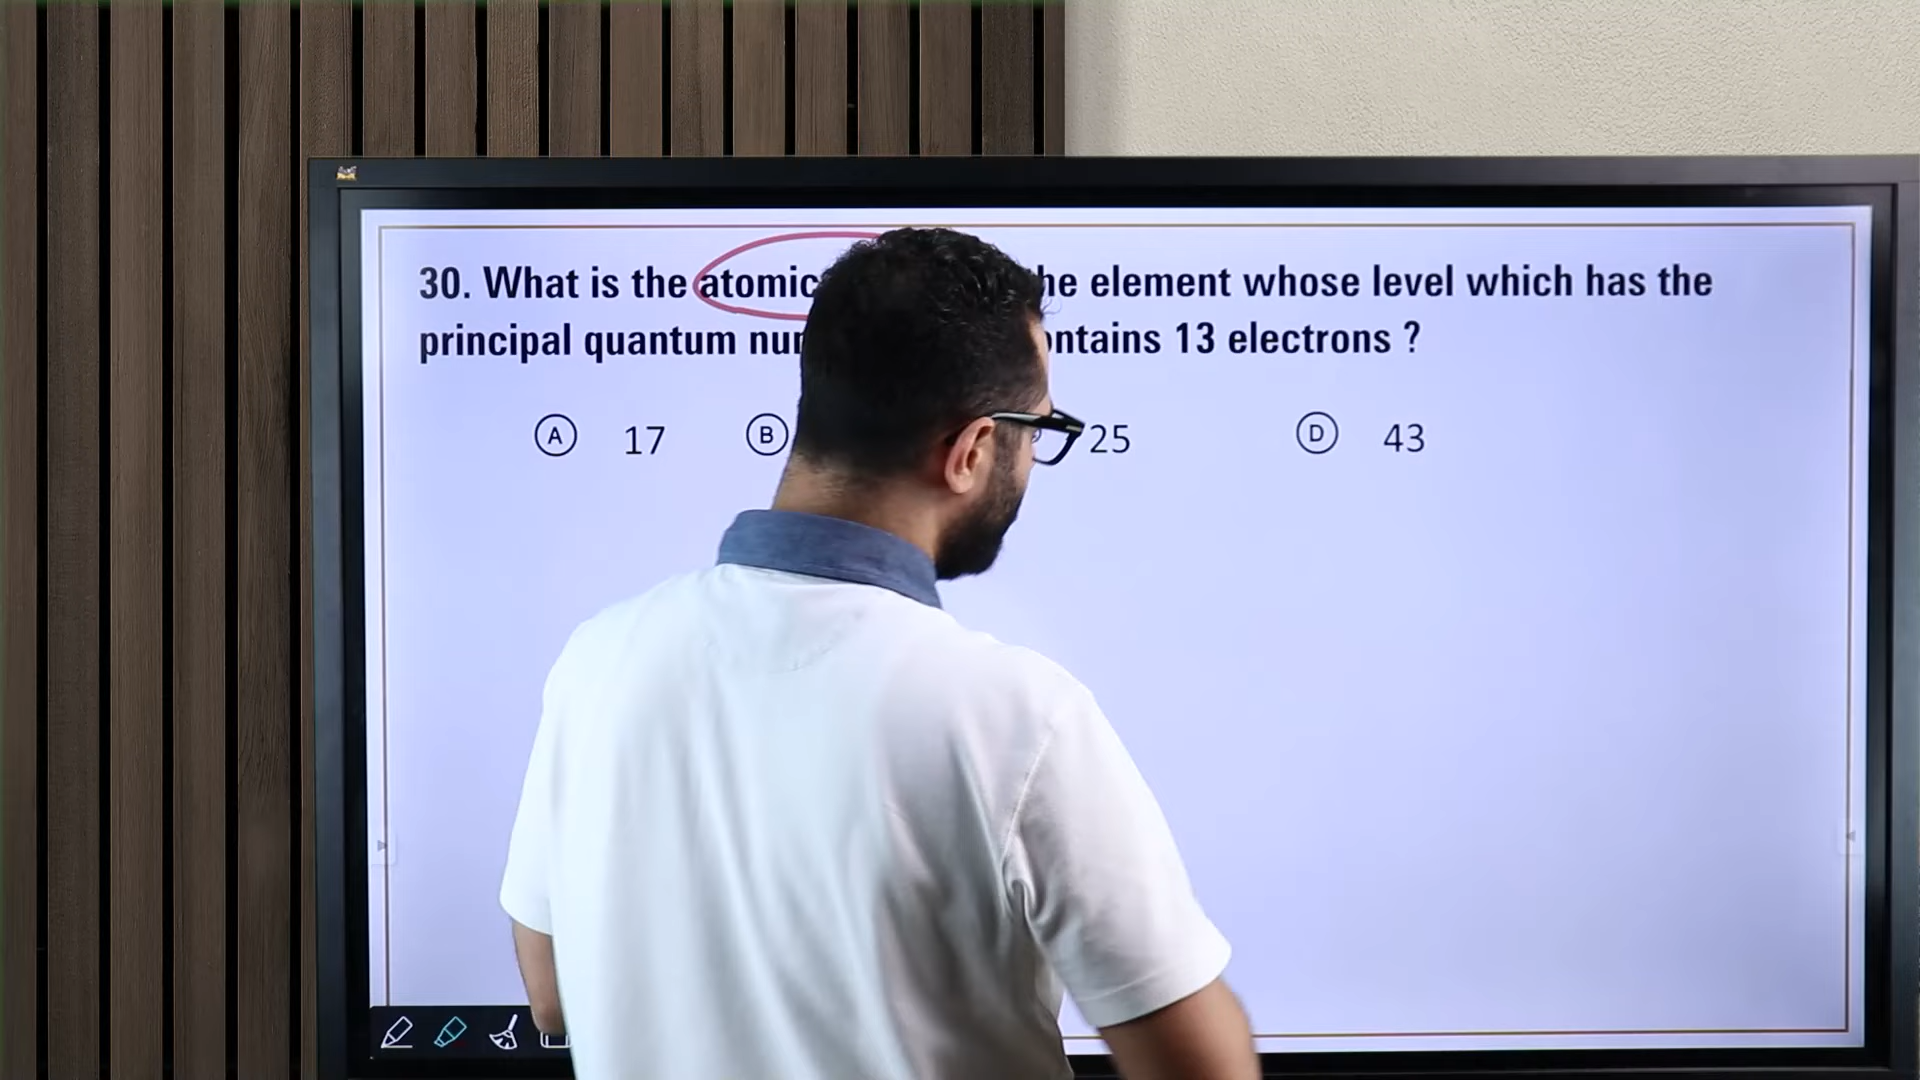 30. What is the atomic he element whose level which has the
principal quantum ntains 13 electrons ?
A 17 B 25 D 43